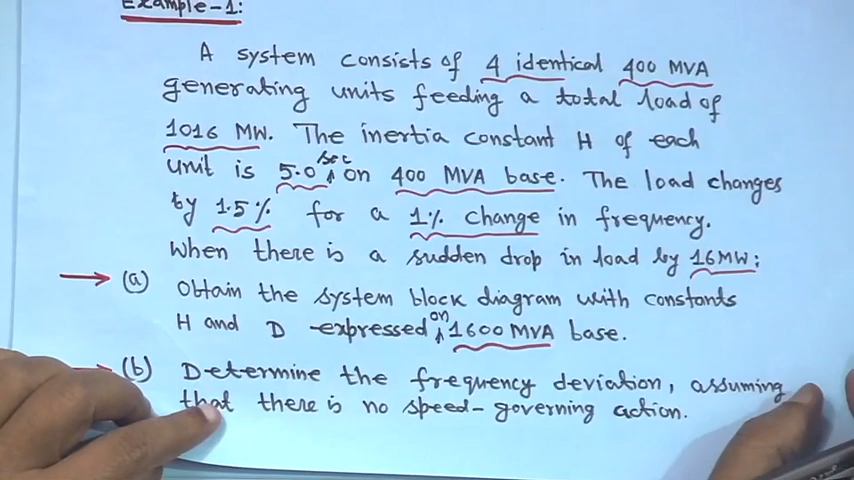 Example-1:
A system consists of 4 identical 400 MVA
generating units feeding a total load of
1016 MW. The inertia constant H of each
unit is 5.0 sec on 400 MVA base. The load changes
by 1.5% for a 1% change in frequency.
When there is a sudden drop in load by 16MW:
(a) Obtain the system block diagram with constants
H and D expressed on 1600 MVA base.
(b) Determine the frequency deviation, assuming
that there is no speed-governing action.